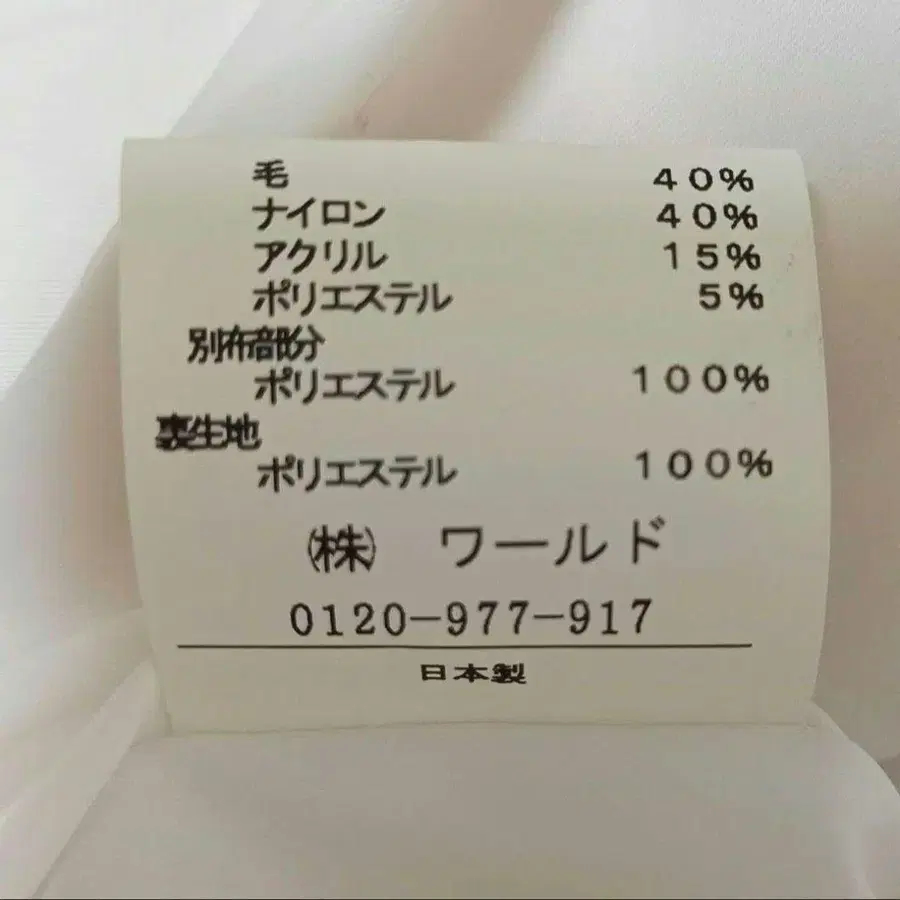 毛 40%
ナイロン 40%
アクリル 15%
ポリエステル 5%
別布部分
ポリエステル 100%
裏生地
ポリエステル 100%
㈱ ワールド
0120-977-917
日本製